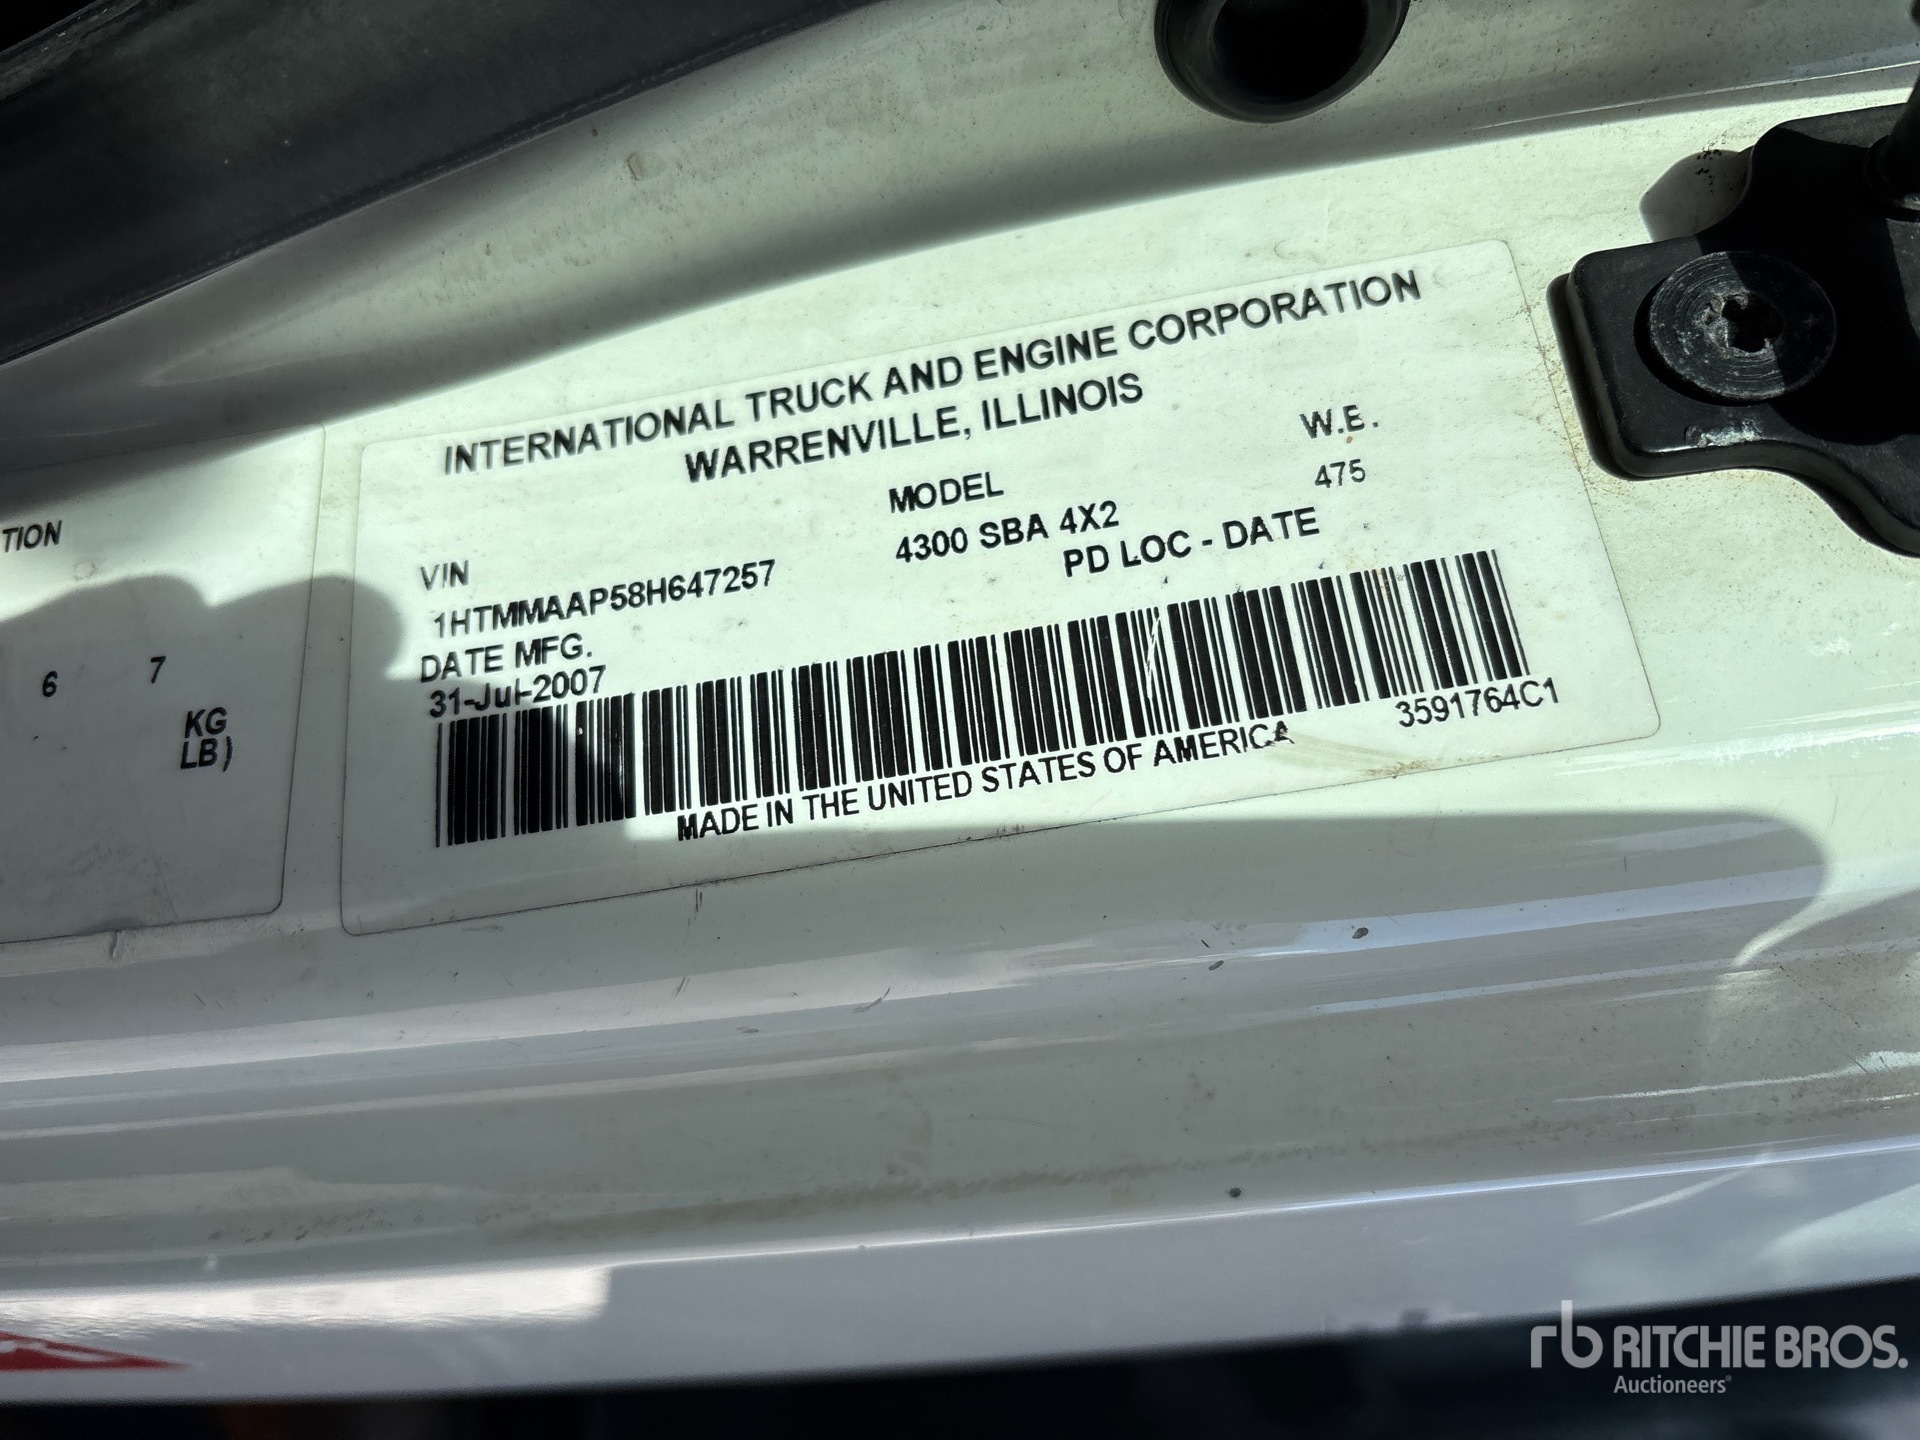 INTERNATIONAL TRUCK AND ENGINE CORPORATION
WARRENVILLE, ILLINOIS
MODEL
W.E.
4300 SBA 4X2
475
VIN
PD LOC - DATE
1HTMMAAP58H647257
DATE MFG.
31-Jul-2007
3591764C1
MADE IN THE UNITED STATES OF AMERICA
TION
6 7
KG
LB)
rb RITCHIE BROS.
Auctioneers®